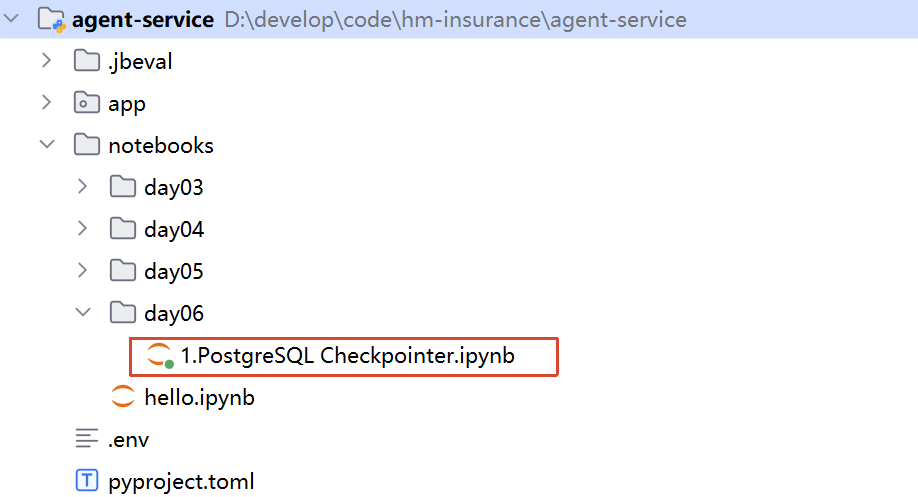 agent-service D:\develop\code\hm-insurance\agent-service
.jbeval
app
notebooks
day03
day04
day05
day06
1.PostgreSQL Checkpointer.ipynb
hello.ipynb
.env
T pyproject.toml